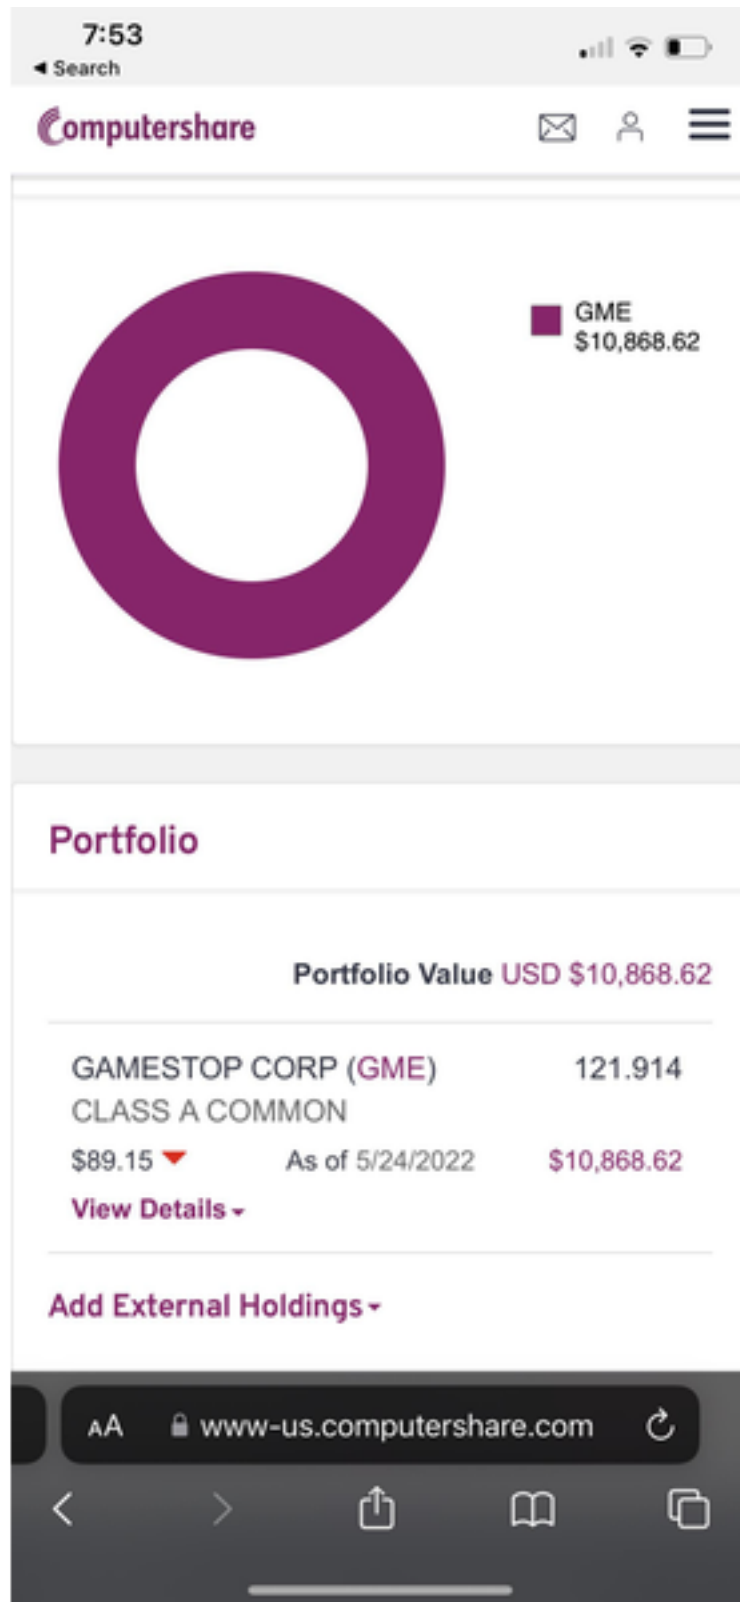 7:53
Search
Computershare
GME
$10,868.62
Portfolio
Portfolio Value USD $10,868.62
GAMESTOP CORP (GME) 121.914
CLASS A COMMON
$89.15 As of 5/24/2022 $10,868.62
View Details
Add External Holdings
AA www-us.computershare.com